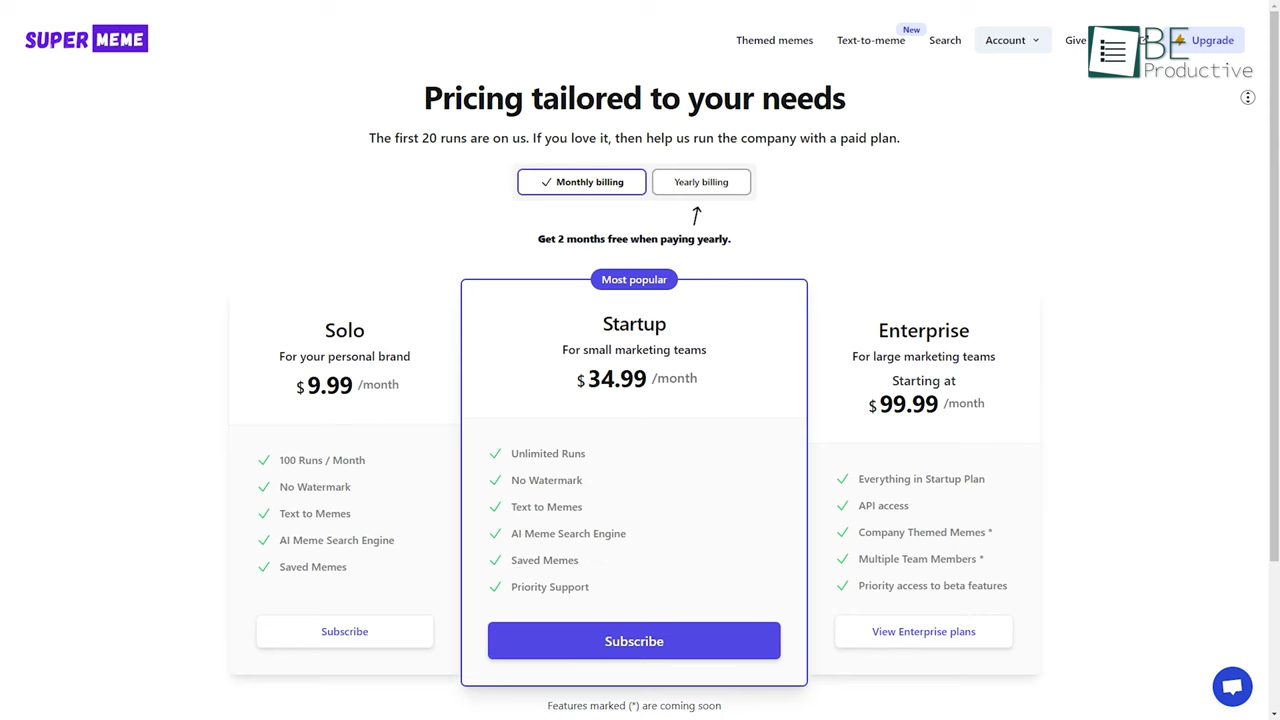 SUPER MEME
Themed memes Text-to-meme New Search Account Give Upgrade
BE
Productive
Pricing tailored to your needs
The first 20 runs are on us. If you love it, then help us run the company with a paid plan.
Monthly billing Yearly billing
Get 2 months free when paying yearly.
Solo
For your personal brand
$ 9.99 /month
100 Runs / Month
No Watermark
Text to Memes
AI Meme Search Engine
Saved Memes
Subscribe
Most popular
Startup
For small marketing teams
$ 34.99 /month
Unlimited Runs
No Watermark
Text to Memes
AI Meme Search Engine
Saved Memes
Priority Support
Subscribe
Enterprise
For large marketing teams
Starting at
$ 99.99 /month
Everything in Startup Plan
API access
Company Themed Memes *
Multiple Team Members *
Priority access to beta features
View Enterprise plans
Features marked (*) are coming soon